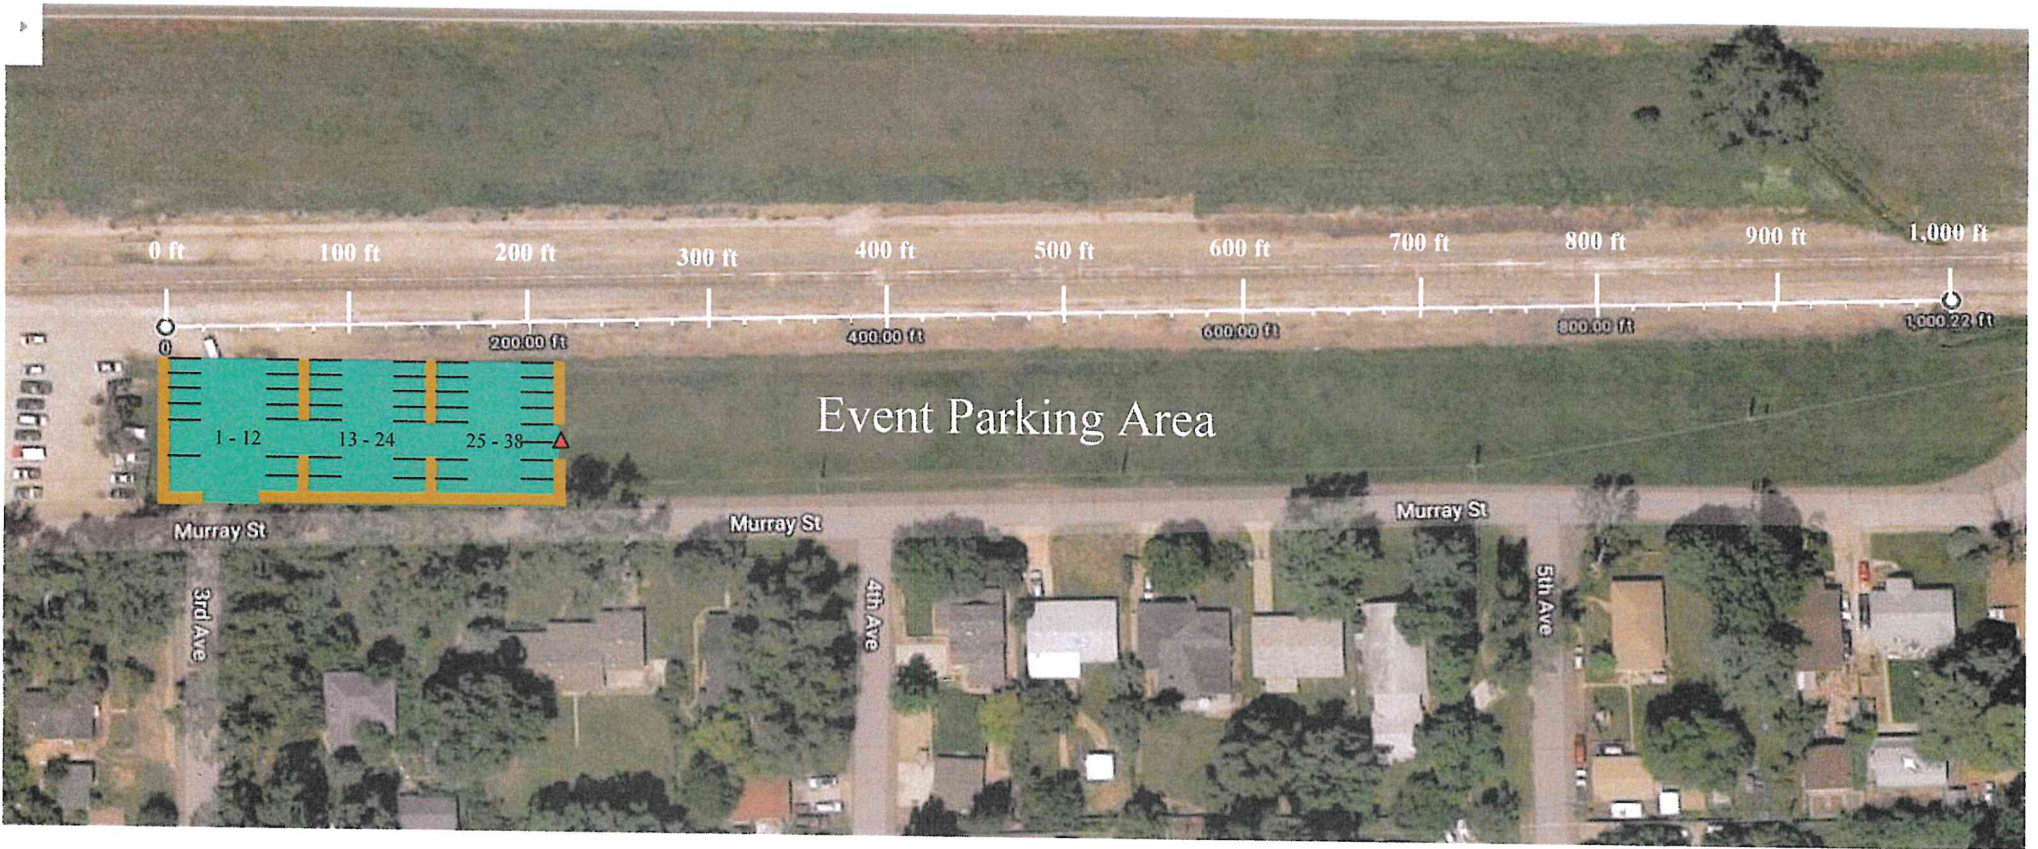 0 ft 100 ft 200 ft 300 ft 400 ft 500 ft 600 ft 700 ft 800 ft 900 ft 1,000 ft
0 200.00 ft 400.00 ft 600.00 ft 800.00 ft 1,000.22 ft
Event Parking Area
1 - 12 13 - 24 25 - 38
Murray St Murray St Murray St
3rd Ave 4th Ave 5th Ave